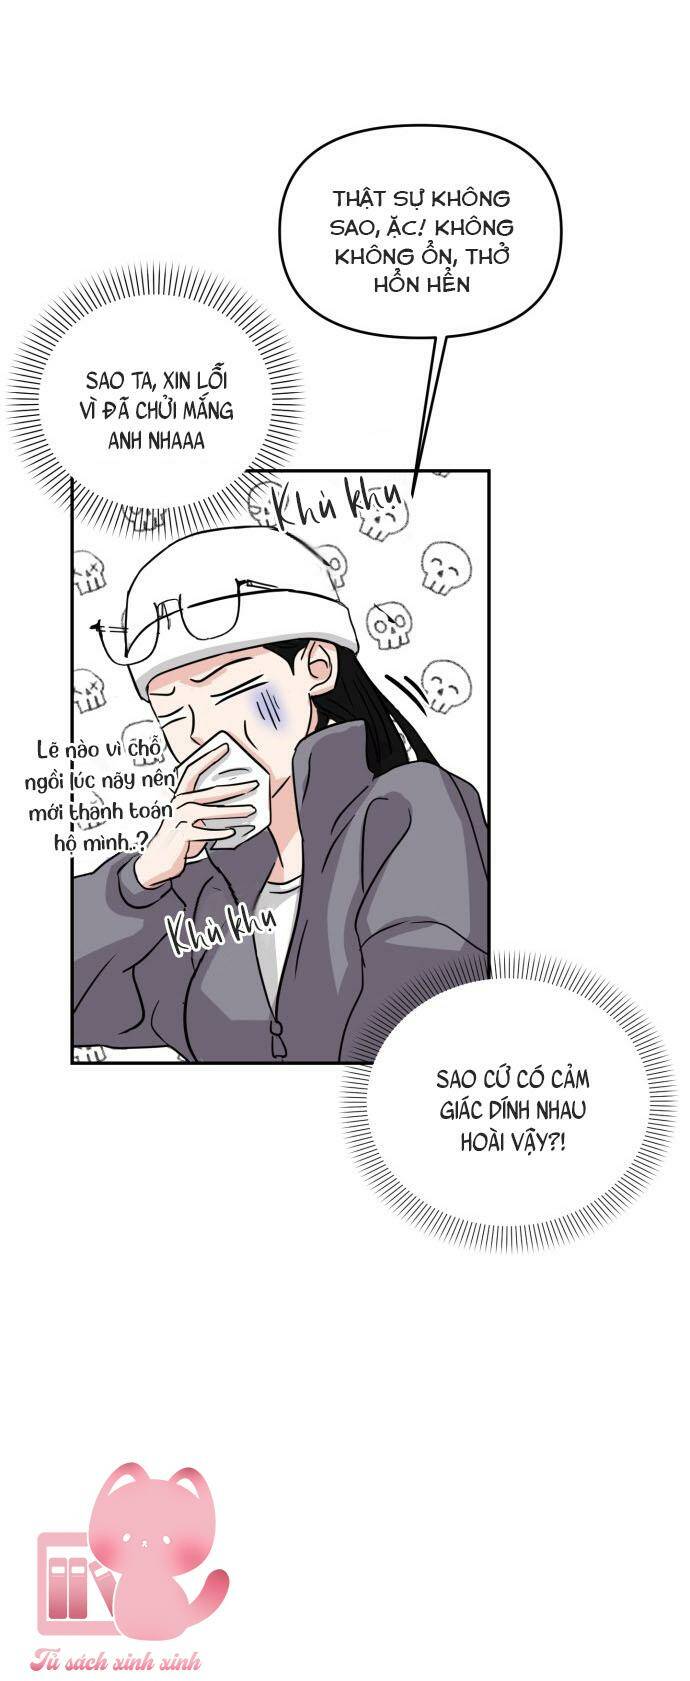 THẬT SỰ KHÔNG
SAO, ẶC! KHÔNG
KHÔNG ỔN, THỞ
HỔN HỂN
SAO TA, XIN LỖI
VÌ ĐÃ CHỬI MẮNG
ANH NHAAA
Khù khụ
Lẽ nào vì chỗ
ngồi lúc nãy nên
mới thanh toán
hộ mình..?
Khù khụ
SAO CỨ CÓ CẢM
GIÁC DÍNH NHAU
HOÀI VẬY?!
Tủ sách xinh xinh